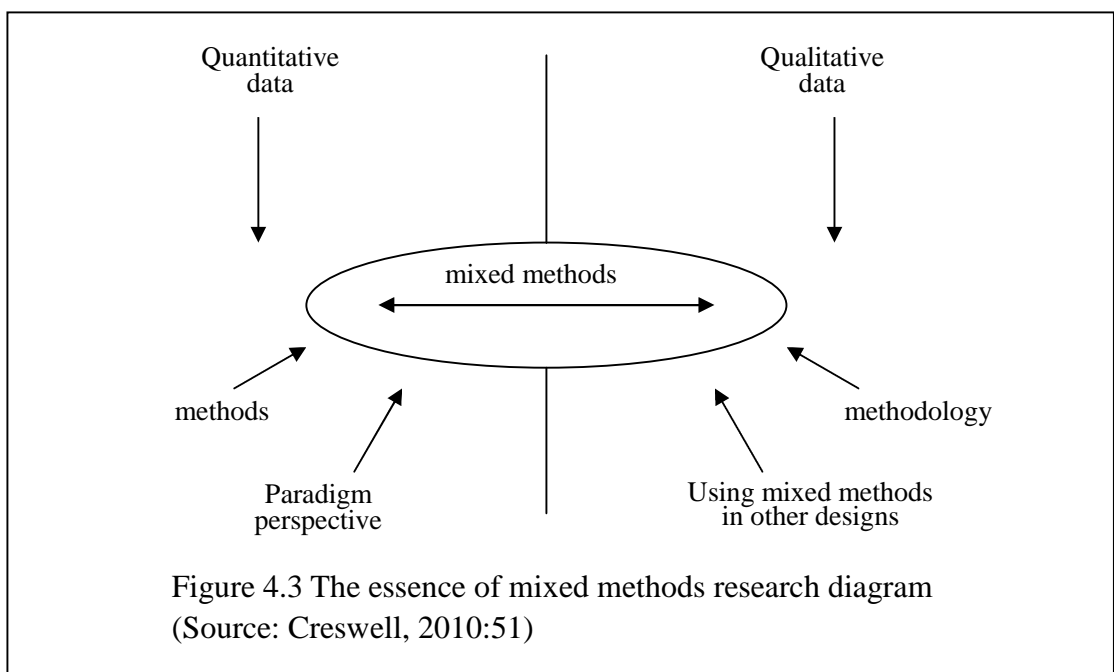 Quantitative
data
Qualitative
data
mixed methods
methods
methodology
Paradigm
perspective
Using mixed methods
in other designs
Figure 4.3 The essence of mixed methods research diagram
(Source: Creswell, 2010:51)